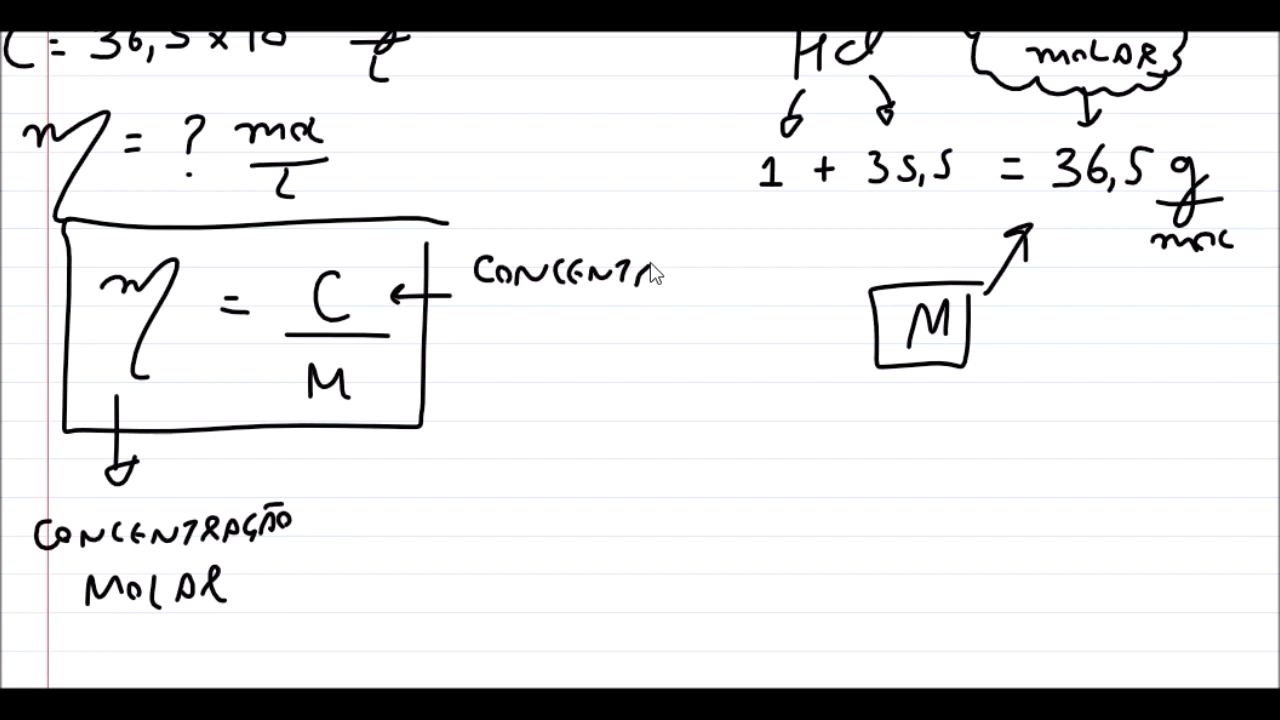 C = 36,5 x 10 g/L
HCl
MOLAR
M = ? mol/L
1 + 35,5 = 36,5 g/mol
M = C/M
CONCENTR
M
CONCENTRAÇÃO
MOLAR